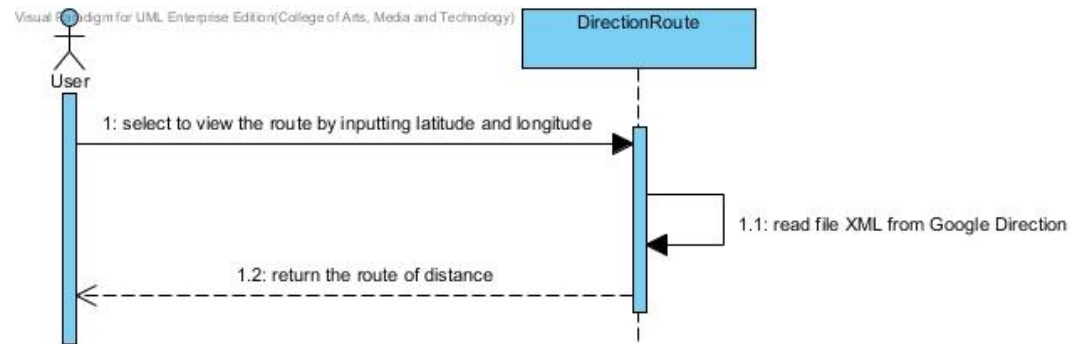 Visual Paradigm for UML Enterprise Edition(College of Arts, Media and Technology)
DirectionRoute
User
1: select to view the route by inputting latitude and longitude
1.1: read file XML from Google Direction
1.2: return the route of distance